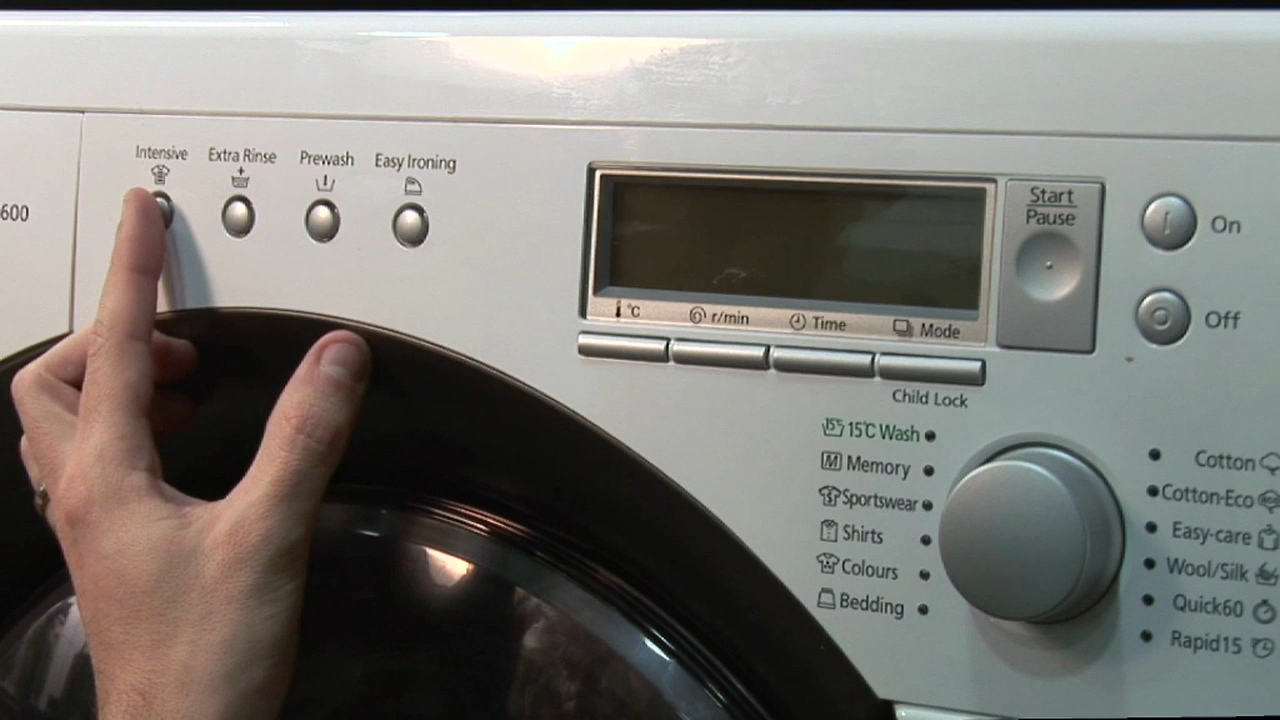 600
Intensive
Extra Rinse
Prewash
Easy Ironing
Start
Pause
On
Off
°C
r/min
Time
Mode
Child Lock
15° 15°C Wash
M Memory
Sportswear
Shirts
Colours
Bedding
Cotton
Cotton-Eco
Easy-care
Wool/Silk
Quick60
Rapid15